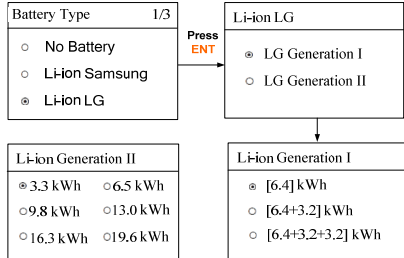 Battery Type 1/3
No Battery
Li-ion Samsung
Li-ion LG
Press
ENT
Li-ion LG
LG Generation I
LG Generation II
Li-ion Generation II
3.3 kWh 6.5 kWh
9.8 kWh 13.0 kWh
16.3 kWh 19.6 kWh
Li-ion Generation I
[6.4] kWh
[6.4+3.2] kWh
[6.4+3.2+3.2] kWh